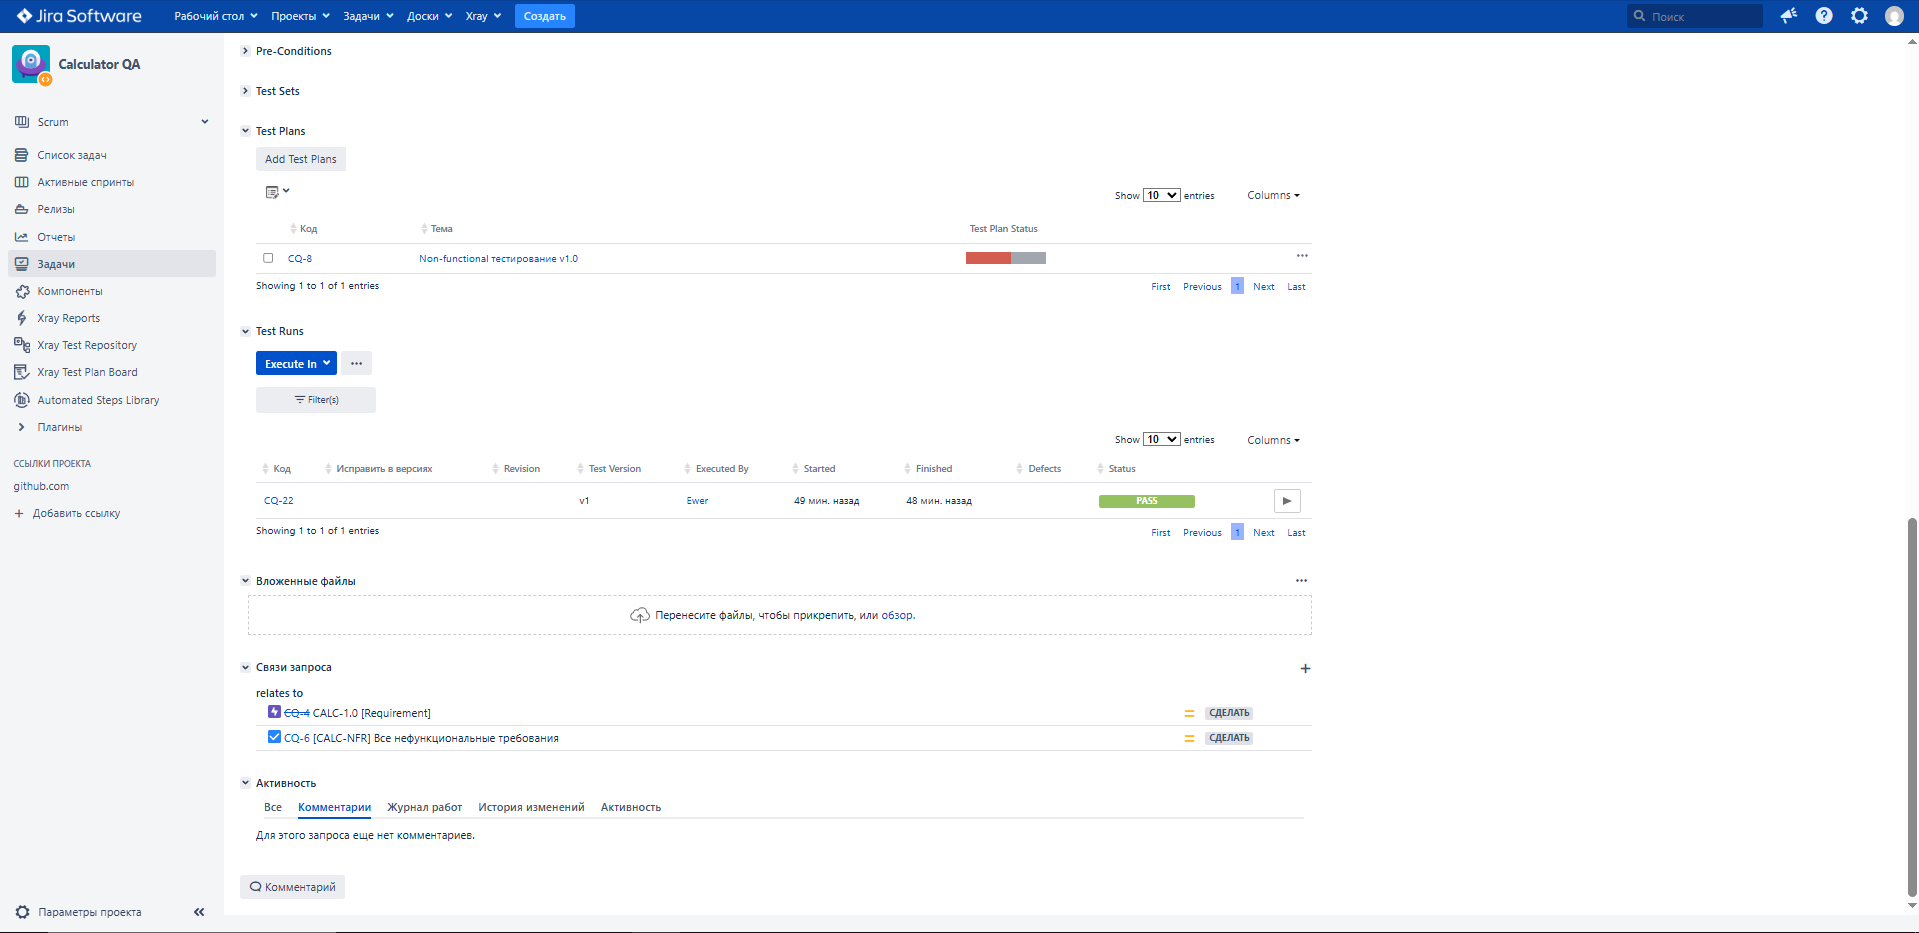 Jira Software Рабочий стол Проекты Задачи Доски Xray Создать Поиск
Calculator QA
Scrum
Список задач
Активные спринты
Релизы
Отчеты
Задачи
Компоненты
Xray Reports
Xray Test Repository
Xray Test Plan Board
Automated Steps Library
Плагины
ССЫЛКИ ПРОЕКТА
github.com
+ Добавить ссылку
Параметры проекта
Pre-Conditions
Test Sets
Test Plans
Add Test Plans
Show 10 entries Columns
Код Тема Test Plan Status
CQ-8 Non-functional тестирование v1.0
Showing 1 to 1 of 1 entries First Previous 1 Next Last
Test Runs
Execute In
Filter(s)
Show 10 entries Columns
Код Исправить в версиях Revision Test Version Executed By Started Finished Defects Status
CQ-22 v1 Ewer 49 мин. назад 48 мин. назад PASS
Showing 1 to 1 of 1 entries First Previous 1 Next Last
Вложенные файлы
Перенесите файлы, чтобы прикрепить, или обзор.
Связи запроса
relates to
CQ-4 CALC-1.0 [Requirement] СДЕЛАТЬ
CQ-6 [CALC-NFR] Все нефункциональные требования СДЕЛАТЬ
Активность
Все Комментарии Журнал работ История изменений Активность
Для этого запроса еще нет комментариев.
Комментарий